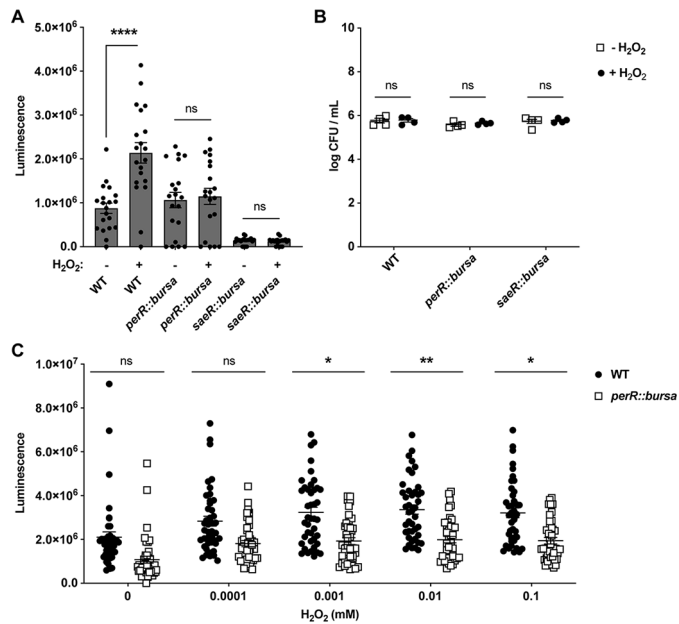 A
Luminescence
5.0×10⁶
4.0×10⁶
3.0×10⁶
2.0×10⁶
1.0×10⁶
0.0
****
ns
ns
H₂O₂: - + - + - +
WT
WT
perR::bursa
perR::bursa
saeR::bursa
saeR::bursa
B
log CFU / mL
10
8
6
4
2
0
ns
ns
ns
- H₂O₂
+ H₂O₂
WT
perR::bursa
saeR::bursa
C
Luminescence
1.0×10⁷
8.0×10⁶
6.0×10⁶
4.0×10⁶
2.0×10⁶
0.0
ns ns * ** *
WT
perR::bursa
0 0.0001 0.001 0.01 0.1
H₂O₂ (mM)